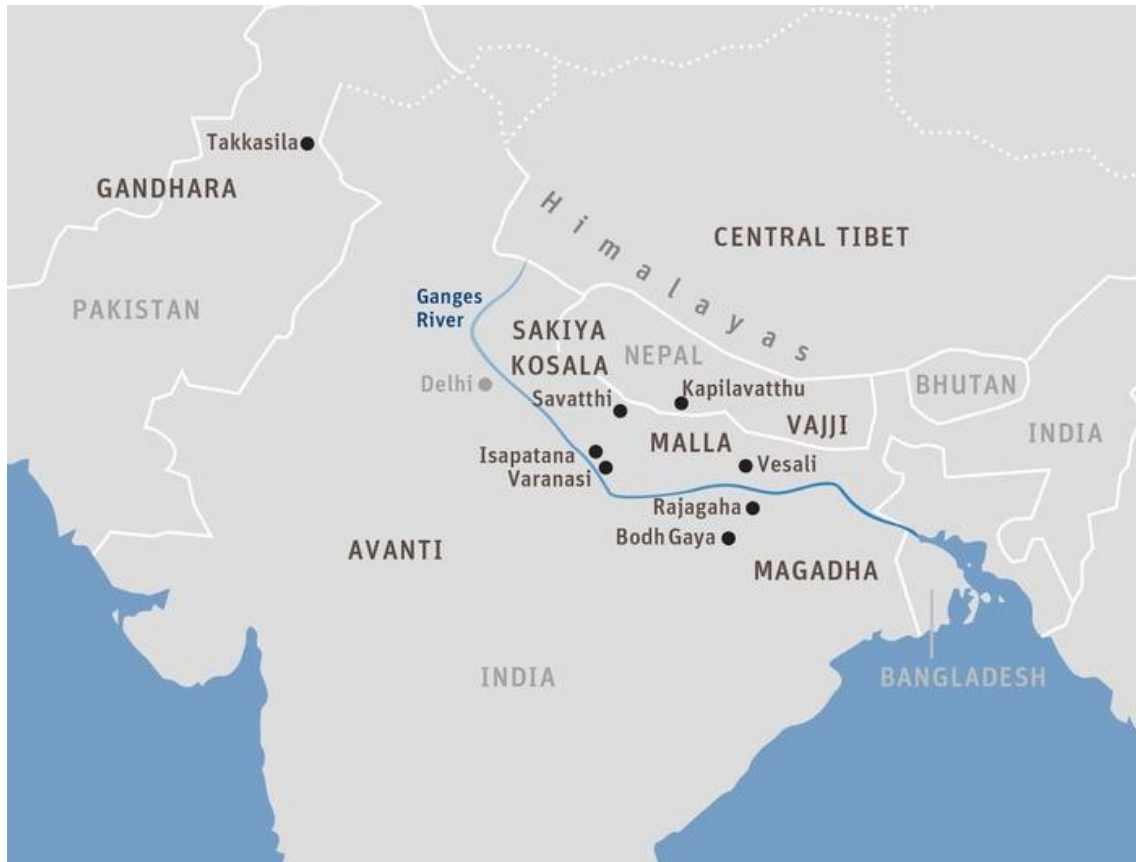 Takkasila
GANDHARA
Himalayas
CENTRAL TIBET
PAKISTAN
Ganges
River
SAKIYA
KOSALA
NEPAL
Delhi
Savatthi
Kapilavatthu
BHUTAN
VAJJI
INDIA
MALLA
Isapatana
Varanasi
Vesali
Rajagaha
Bodh Gaya
AVANTI
MAGADHA
INDIA
BANGLADESH